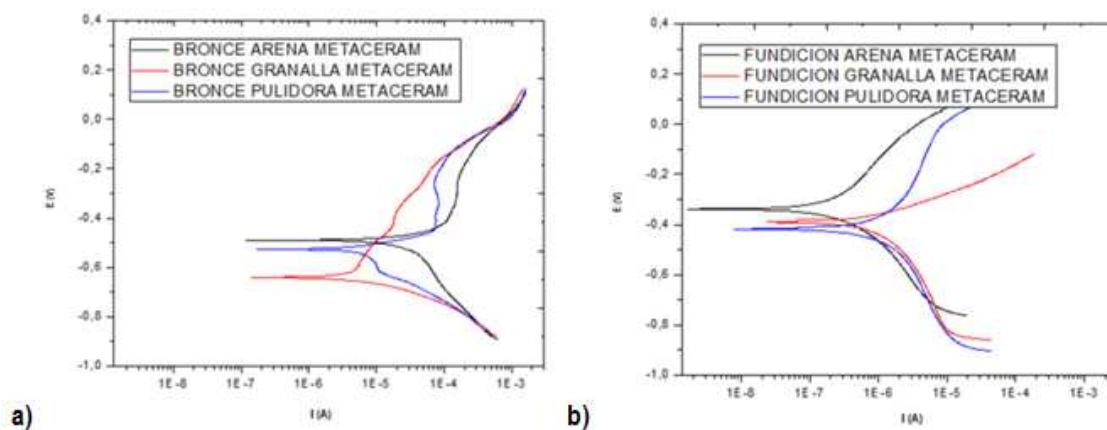 0,4
0,2
0,0
-0,2
-0,4
-0,6
-0,8
-1,0
E (V)
BRONCE ARENA METACERAM
BRONCE GRANALLA METACERAM
BRONCE PULIDORA METACERAM
1E-8 1E-7 1E-6 1E-5 1E-4 1E-3
I (A)
a)
0,4
0,2
0,0
-0,2
-0,4
-0,6
-0,8
-1,0
E (V)
FUNDICION ARENA METACERAM
FUNDICION GRANALLA METACERAM
FUNDICION PULIDORA METACERAM
1E-8 1E-7 1E-6 1E-5 1E-4 1E-3
I (A)
b)